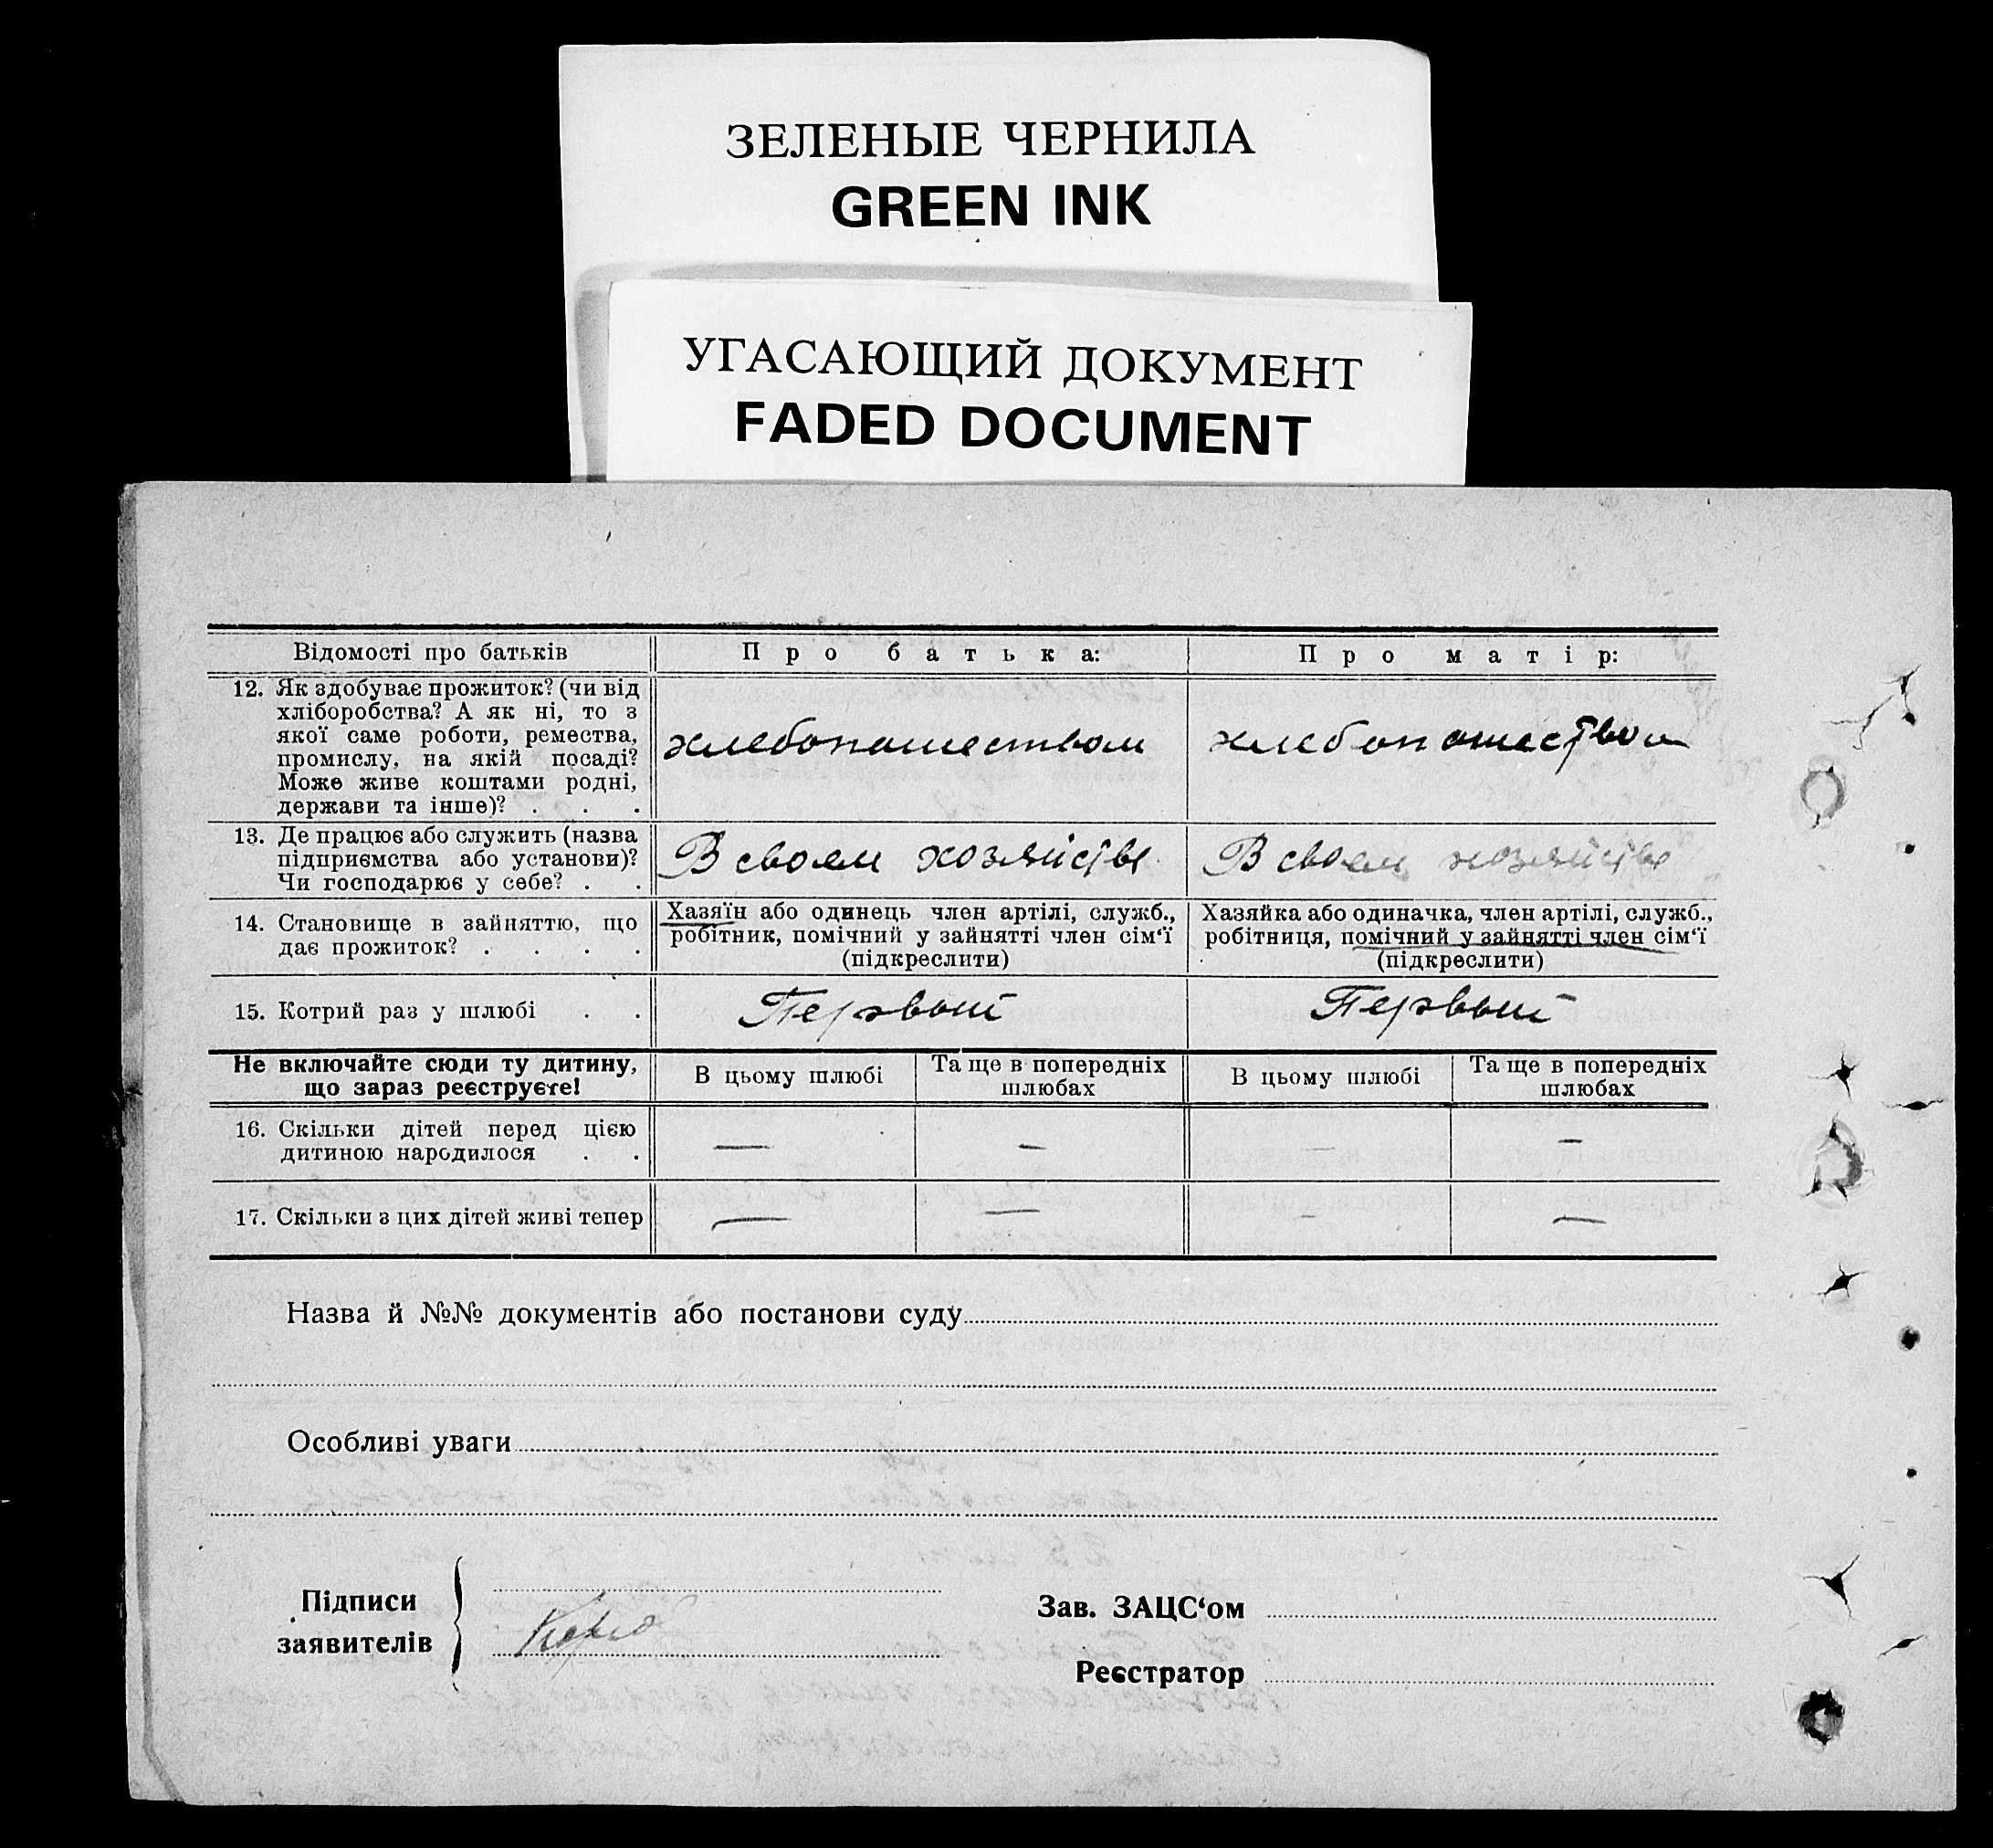 ЗЕЛЕНЫЕ ЧЕРНИЛА
GREEN INK
УГАСАЮЩИЙ ДОКУМЕНТ
FADED DOCUMENT
Відомості про батьків
Про батька:
Про матір:
12. Як здобуває прожиток? (чи від
хліборобства? А як ні, то з
якої саме роботи, ремества,
промислу, на якій посаді?
Може живе коштами родні,
держави та інше)? . . .
хлебопашеством
хлебопашеством
13. Де працює або служить (назва
підприємства або установи)?
Чи господарює у себе? . .
В своем хозяйстве
В своем хозяйстве
14. Становище в зайняттю, що
дає прожиток? . . . .
Хазяїн або одинець член артілі, служб.,
робітник, помічний у зайнятті член сім‘ї
(підкреслити)
Хазяйка або одиначка, член артілі, служб.,
робітниця, помічний у зайнятті член сім‘ї
(підкреслити)
15. Котрий раз у шлюбі . .
Первый
Первый
Не включайте сюди ту дитину,
що зараз реєструєте!
В цьому шлюбі
Та ще в попередніх
шлюбах
В цьому шлюбі
Та ще в попередніх
шлюбах
16. Скільки дітей перед цією
дитиною народилося . .
— — — —
17. Скільки з цих дітей живі тепер
— — — —
Назва й №№ документів або постанови суду
Особливі уваги
Підписи
заявителів
Зав. ЗАЦС‘ом
Реєстратор